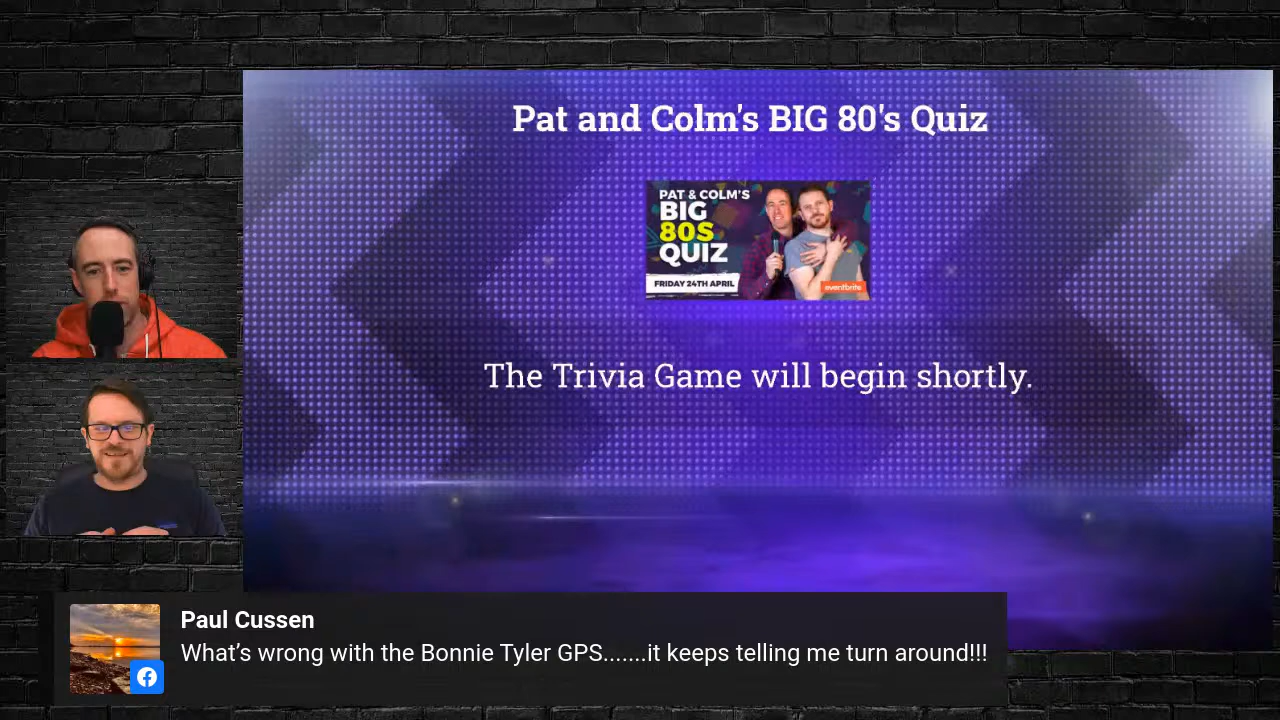 Pat and Colm's BIG 80's Quiz
PAT & COLM'S
BIG
80S
QUIZ
FRIDAY 24TH APRIL
eventbrite
The Trivia Game will begin shortly.
Paul Cussen
What's wrong with the Bonnie Tyler GPS.......it keeps telling me turn around!!!